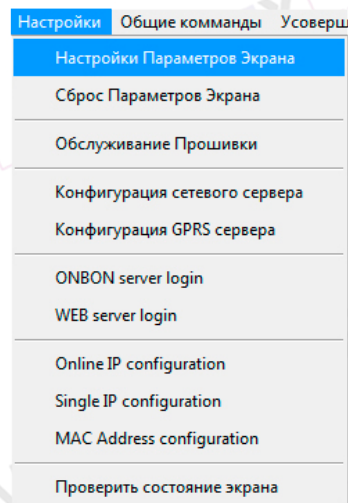 Настройки Общие комманды Усоверш
Настройки Параметров Экрана
Сброс Параметров Экрана
Обслуживание Прошивки
Конфигурация сетевого сервера
Конфигурация GPRS сервера
ONBON server login
WEB server login
Online IP configuration
Single IP configuration
MAC Address configuration
Проверить состояние экрана